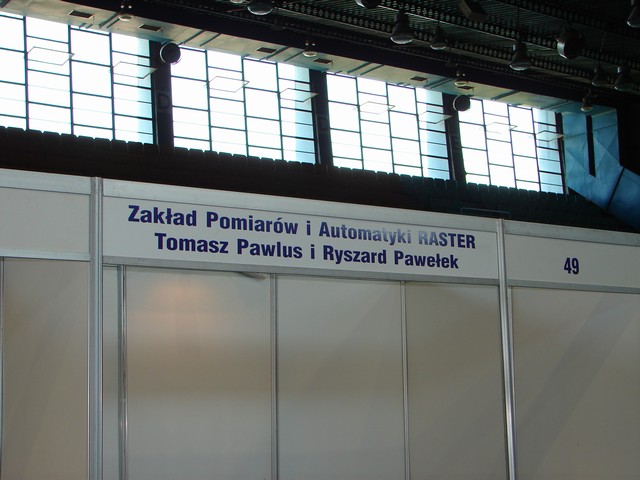 Zakład Pomiarów i Automatyki RASTER
Tomasz Pawlus i Ryszard Pawełek
49